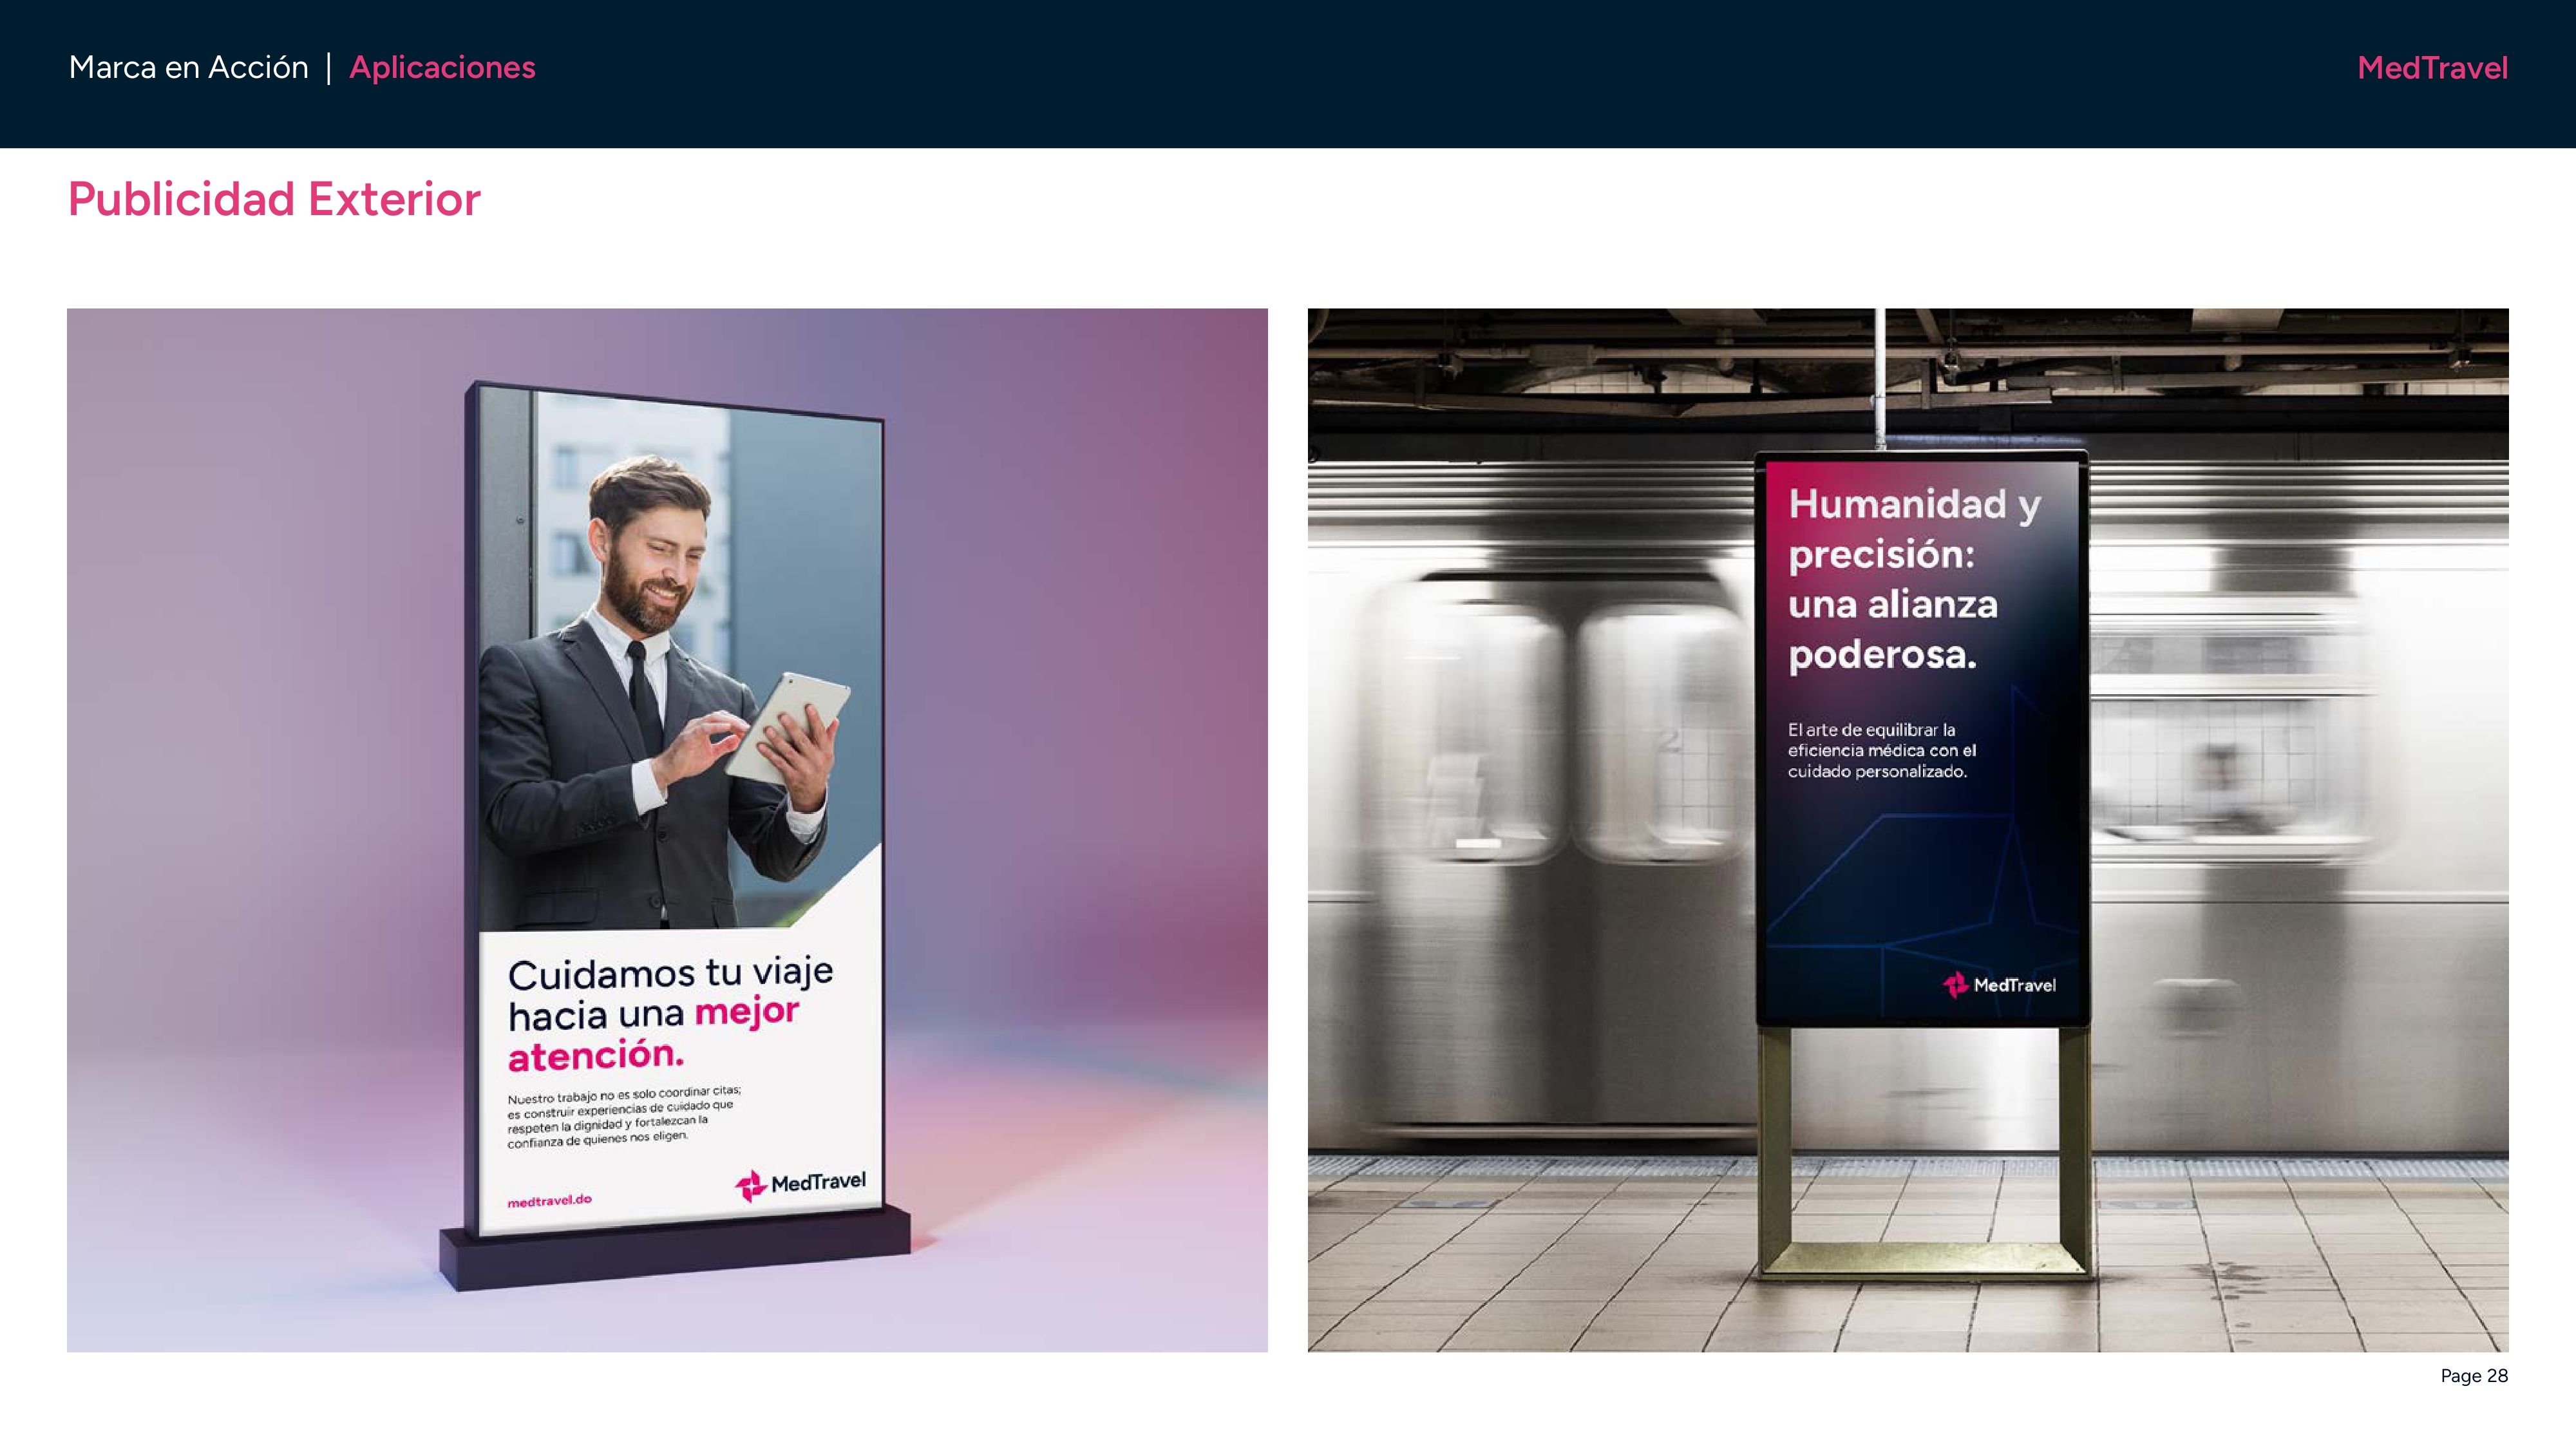 Marca en Acción | Aplicaciones
MedTravel
Publicidad Exterior
Cuidamos tu viaje
hacia una mejor
atención.
Nuestro trabajo no es solo coordinar citas;
es construir experiencias de cuidado que
respeten la dignidad y fortalezcan la
confianza de quienes nos eligen.
medtravel.do
MedTravel
Humanidad y
precisión:
una alianza
poderosa.
El arte de equilibrar la
eficiencia médica con el
cuidado personalizado.
MedTravel
2
Page 28